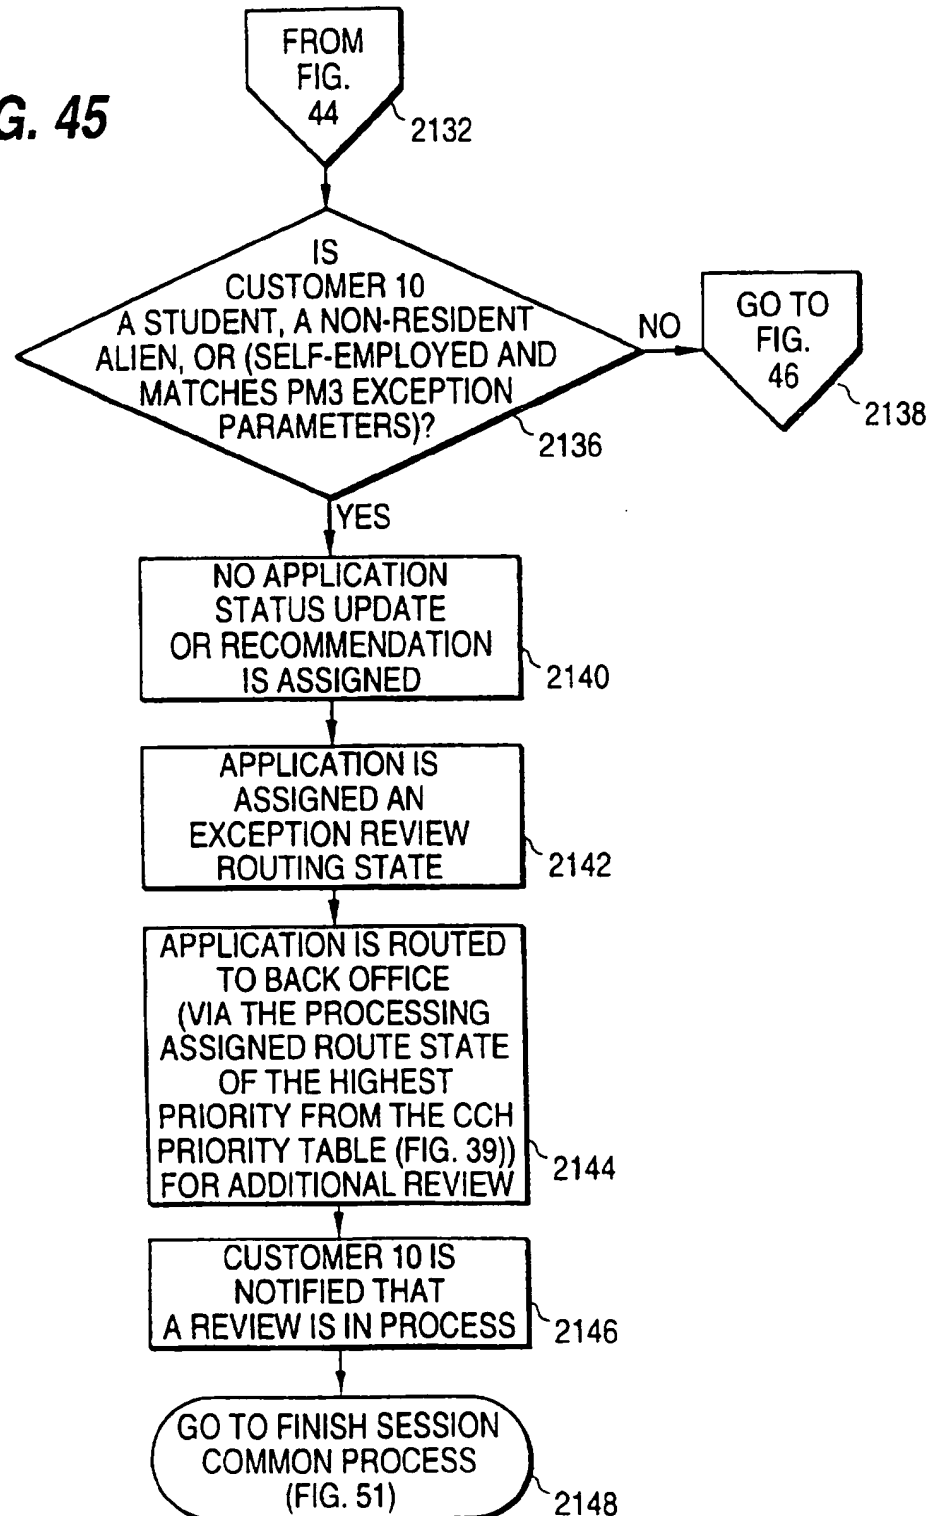 G. 45
FROM
FIG.
44
2132
IS
CUSTOMER 10
A STUDENT, A NON-RESIDENT
ALIEN, OR (SELF-EMPLOYED AND
MATCHES PM3 EXCEPTION
PARAMETERS)?
2136
NO
GO TO
FIG.
46
2138
YES
NO APPLICATION
STATUS UPDATE
OR RECOMMENDATION
IS ASSIGNED
2140
APPLICATION IS
ASSIGNED AN
EXCEPTION REVIEW
ROUTING STATE
2142
APPLICATION IS ROUTED
TO BACK OFFICE
(VIA THE PROCESSING
ASSIGNED ROUTE STATE
OF THE HIGHEST
PRIORITY FROM THE CCH
PRIORITY TABLE (FIG. 39))
FOR ADDITIONAL REVIEW
2144
CUSTOMER 10 IS
NOTIFIED THAT
A REVIEW IS IN PROCESS
2146
GO TO FINISH SESSION
COMMON PROCESS
(FIG. 51)
2148